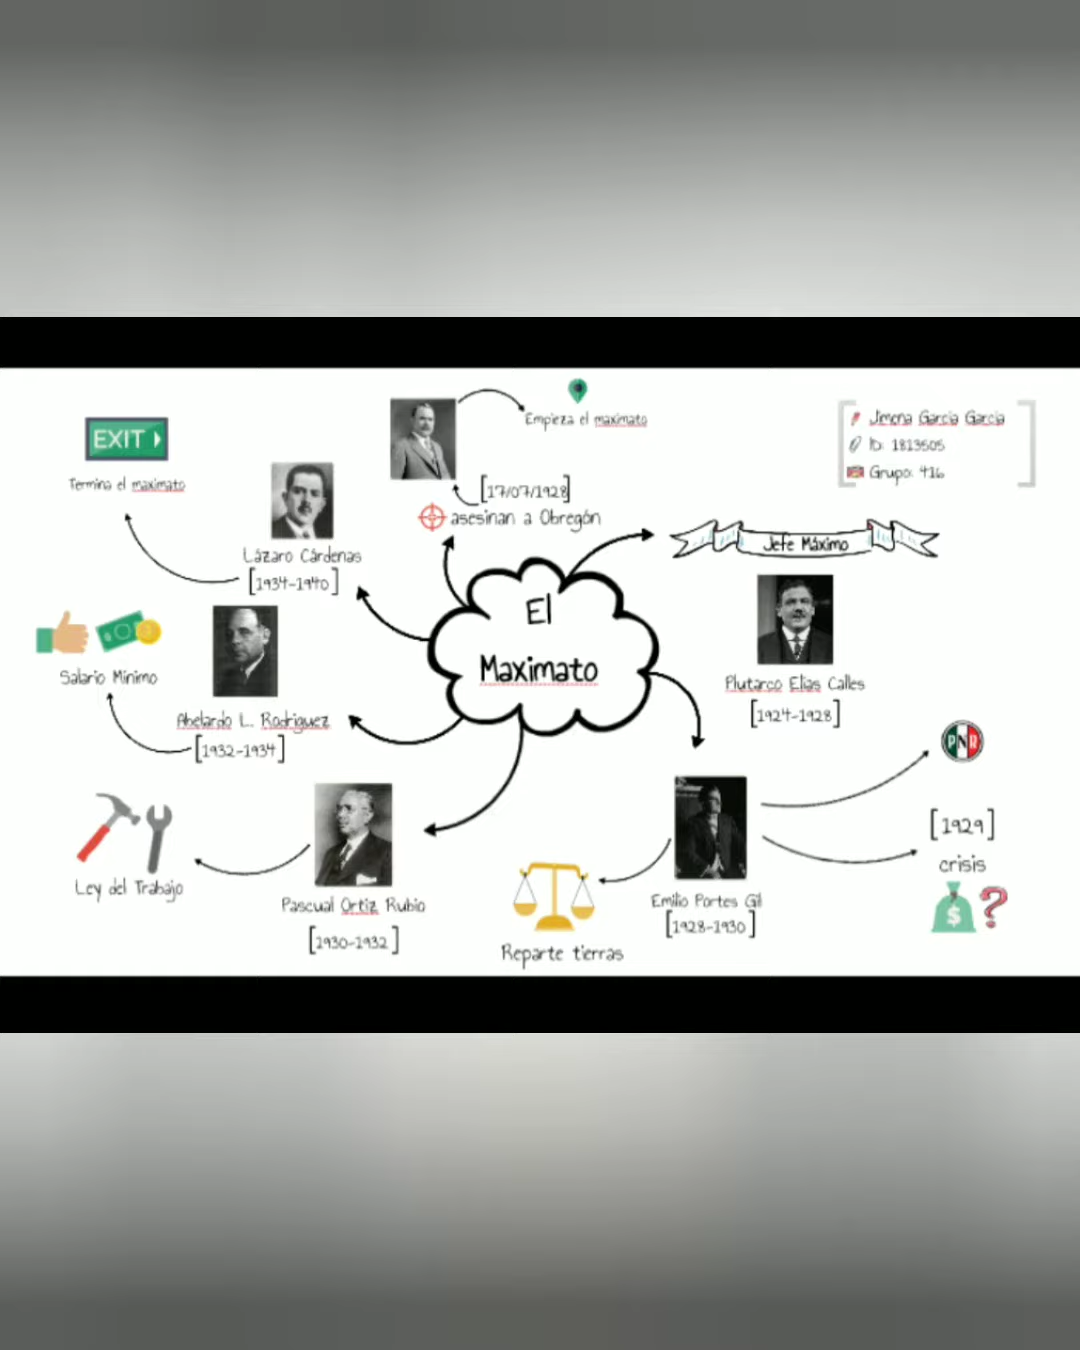 EXIT
Termina el maximato
Empieza el maximato
Jimena García García
ID: 1813505
Grupo: 416
[17/07/1928]
asesinan a Obregón
Jefe Máximo
Lázaro Cárdenas
[1934-1940]
El
Maximato
Plutarco Elías Calles
[1924-1928]
Salario Mínimo
Abelardo L. Rodríguez
[1932-1934]
PNR
[1929]
crisis
$?
Ley del Trabajo
Pascual Ortiz Rubio
[1930-1932]
Emilio Portes Gil
[1928-1930]
Reparte tierras